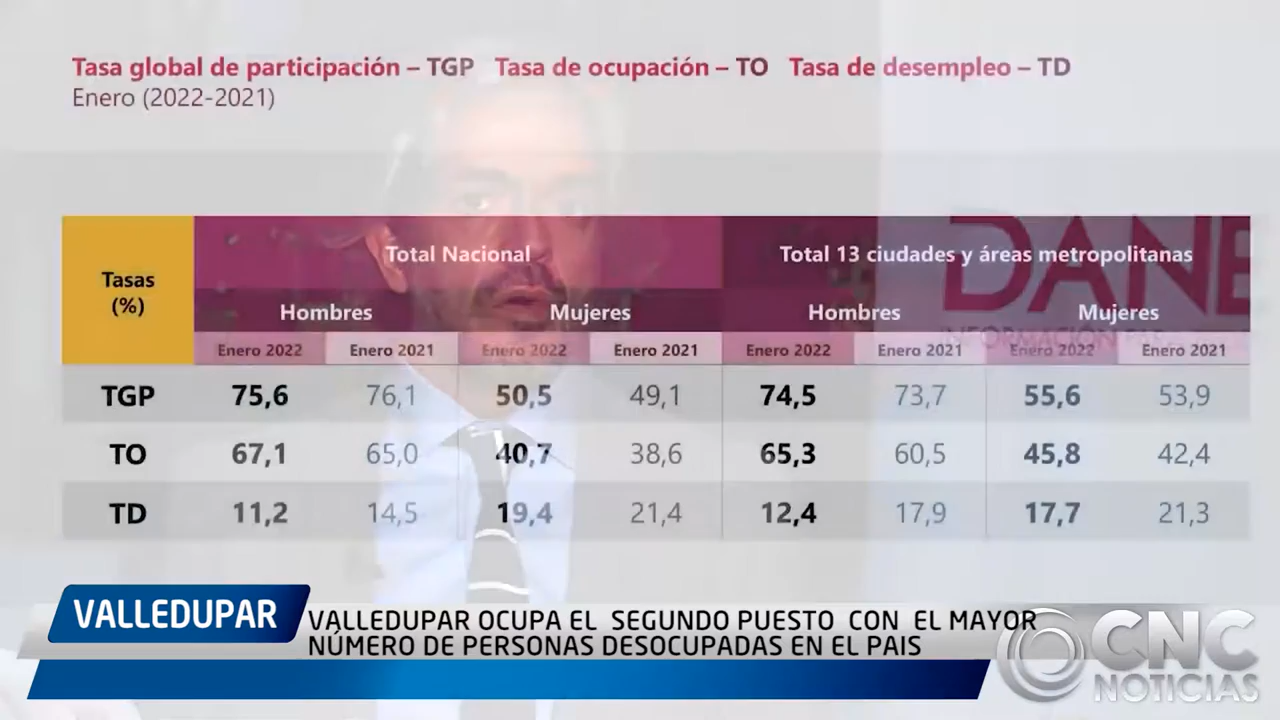 Tasa global de participación – TGP Tasa de ocupación – TO Tasa de desempleo – TD
Enero (2022-2021)
Tasas (%) Total Nacional Total 13 ciudades y áreas metropolitanas
Hombres Mujeres Hombres Mujeres
Enero 2022 Enero 2021 Enero 2022 Enero 2021 Enero 2022 Enero 2021 Enero 2022 Enero 2021
TGP 75,6 76,1 50,5 49,1 74,5 73,7 55,6 53,9
TO 67,1 65,0 40,7 38,6 65,3 60,5 45,8 42,4
TD 11,2 14,5 19,4 21,4 12,4 17,9 17,7 21,3
DANE
INFORMACIÓN
VALLEDUPAR
VALLEDUPAR OCUPA EL SEGUNDO PUESTO CON EL MAYOR
NÚMERO DE PERSONAS DESOCUPADAS EN EL PAIS
CNC
NOTICIAS